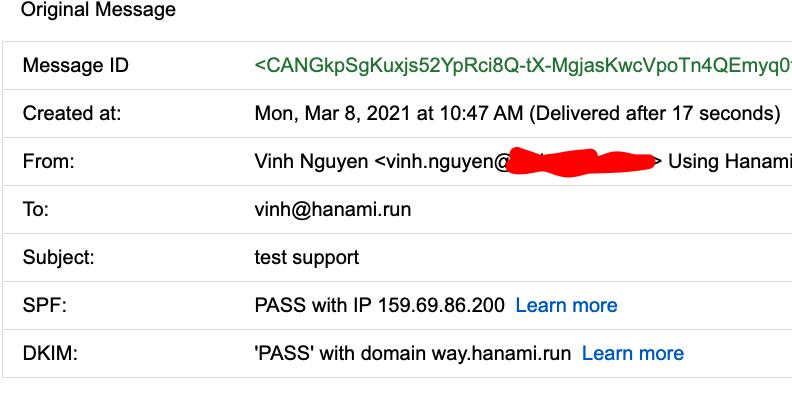 Original Message
Message ID <CANGkpSgKuxjs52YpRci8Q-tX-MgjasKwcVpoTn4QEmyq0
Created at: Mon, Mar 8, 2021 at 10:47 AM (Delivered after 17 seconds)
From: Vinh Nguyen <vinh.nguyen@ > Using Hanami
To: vinh@hanami.run
Subject: test support
SPF: PASS with IP 159.69.86.200 Learn more
DKIM: 'PASS' with domain way.hanami.run Learn more